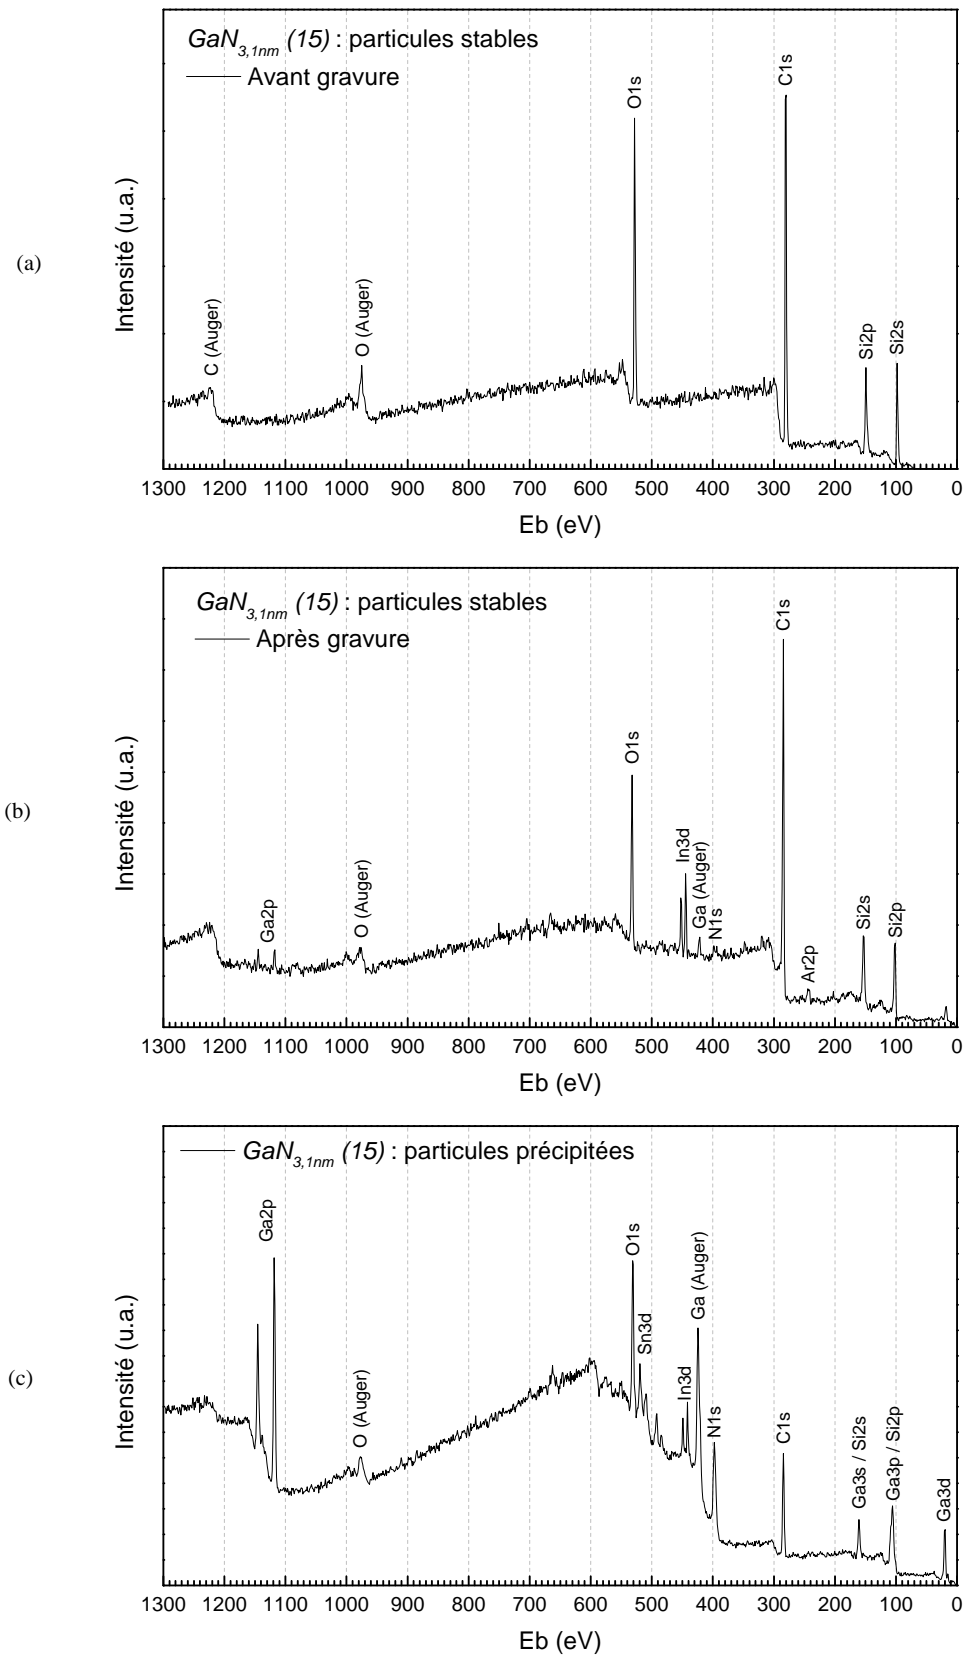 (a)
GaN3,1nm (15) : particules stables
Avant gravure
Intensité (u.a.)
C (Auger)
O (Auger)
O1s
C1s
Si2p
Si2s
1300 1200 1100 1000 900 800 700 600 500 400 300 200 100 0
Eb (eV)
(b)
GaN3,1nm (15) : particules stables
Après gravure
Intensité (u.a.)
Ga2p
O (Auger)
O1s
In3d
Ga (Auger)
N1s
C1s
Ar2p
Si2s
Si2p
1300 1200 1100 1000 900 800 700 600 500 400 300 200 100 0
Eb (eV)
(c)
GaN3,1nm (15) : particules précipitées
Intensité (u.a.)
Ga2p
O (Auger)
O1s
Sn3d
In3d
Ga (Auger)
N1s
C1s
Ga3s / Si2s
Ga3p / Si2p
Ga3d
1300 1200 1100 1000 900 800 700 600 500 400 300 200 100 0
Eb (eV)